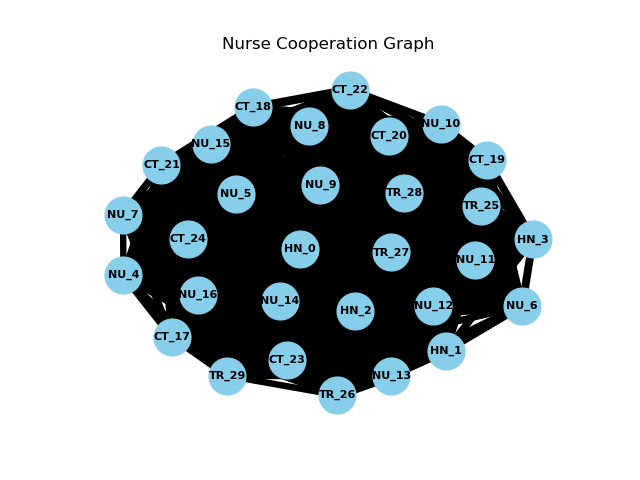 Nurse Cooperation Graph
CT_22
CT_18
NU_8
NU_10
CT_20
NU_15
CT_19
CT_21
NU_9
NU_5
TR_28
TR_25
NU_7
CT_24
HN_3
HN_0
TR_27
NU_11
NU_4
NU_16
NU_14
NU_12
NU_6
HN_2
CT_17
HN_1
CT_23
TR_29
NU_13
TR_26